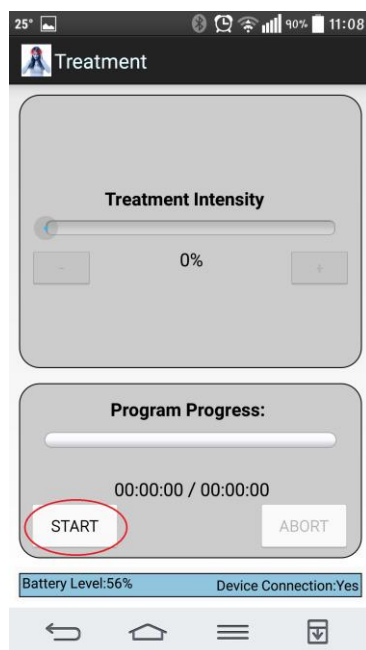 25° 90% 11:08
Treatment
Treatment Intensity
- 0% +
Program Progress:
00:00:00 / 00:00:00
START ABORT
Battery Level:56% Device Connection:Yes